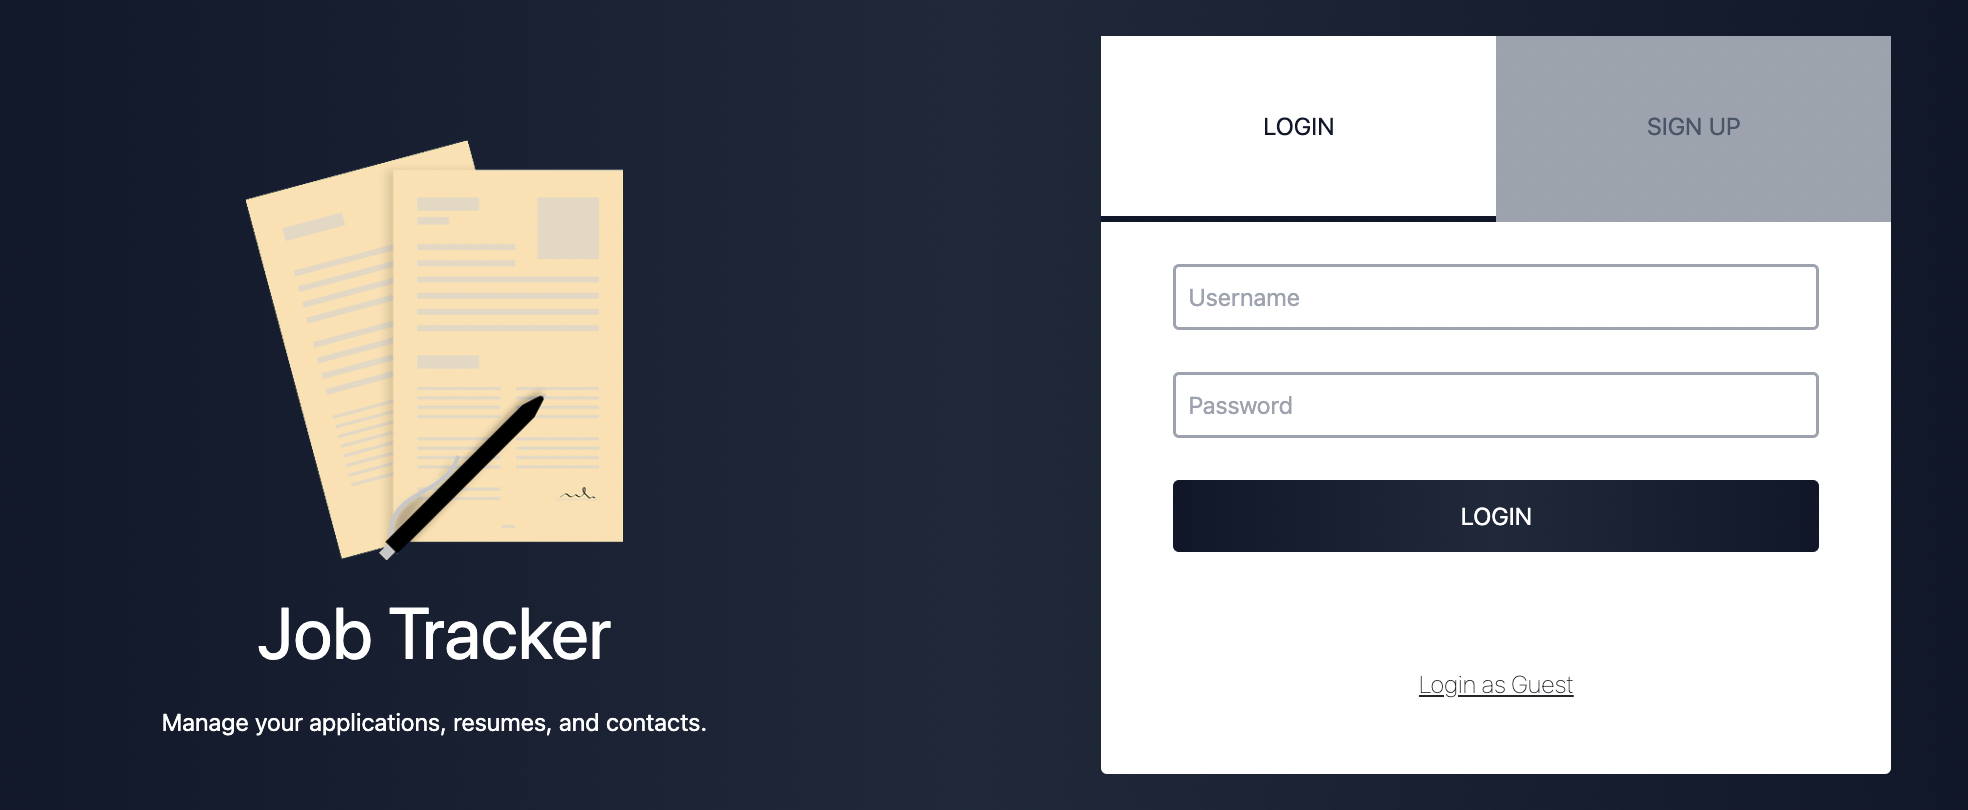 LOGIN
SIGN UP
Username
Password
LOGIN
Login as Guest
Job Tracker
Manage your applications, resumes, and contacts.